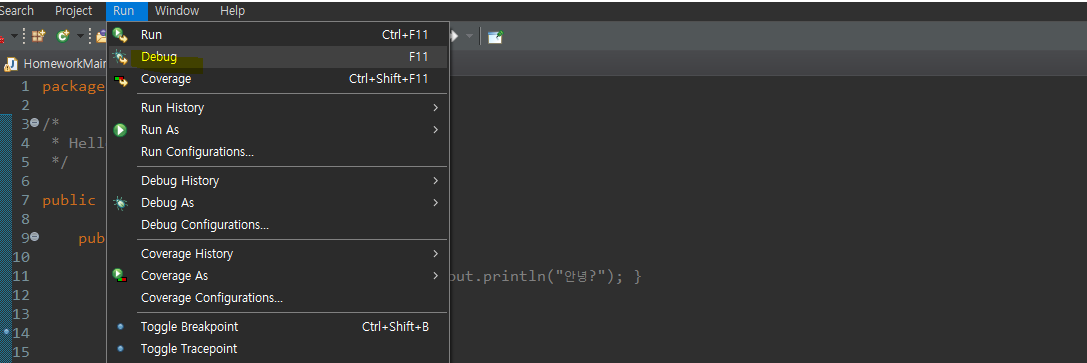 Search Project Run Window Help
Run Ctrl+F11
Debug F11
HomeworkMain
Coverage Ctrl+Shift+F11
1 package
2
Run History
3 /*
Run As
4 * Hell
Run Configurations...
5 */
6
Debug History
7 public
Debug As
8
Debug Configurations...
9 pub
10
Coverage History
11 out.println("안녕?"); }
Coverage As
12
Coverage Configurations...
13
14
Toggle Breakpoint Ctrl+Shift+B
15
Toggle Tracepoint